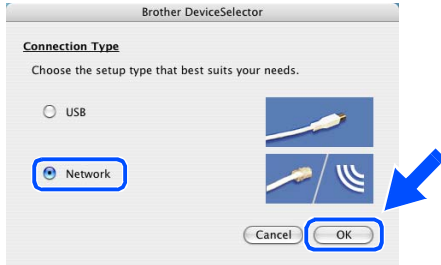 Brother DeviceSelector
Connection Type
Choose the setup type that best suits your needs.
USB
Network
Cancel OK